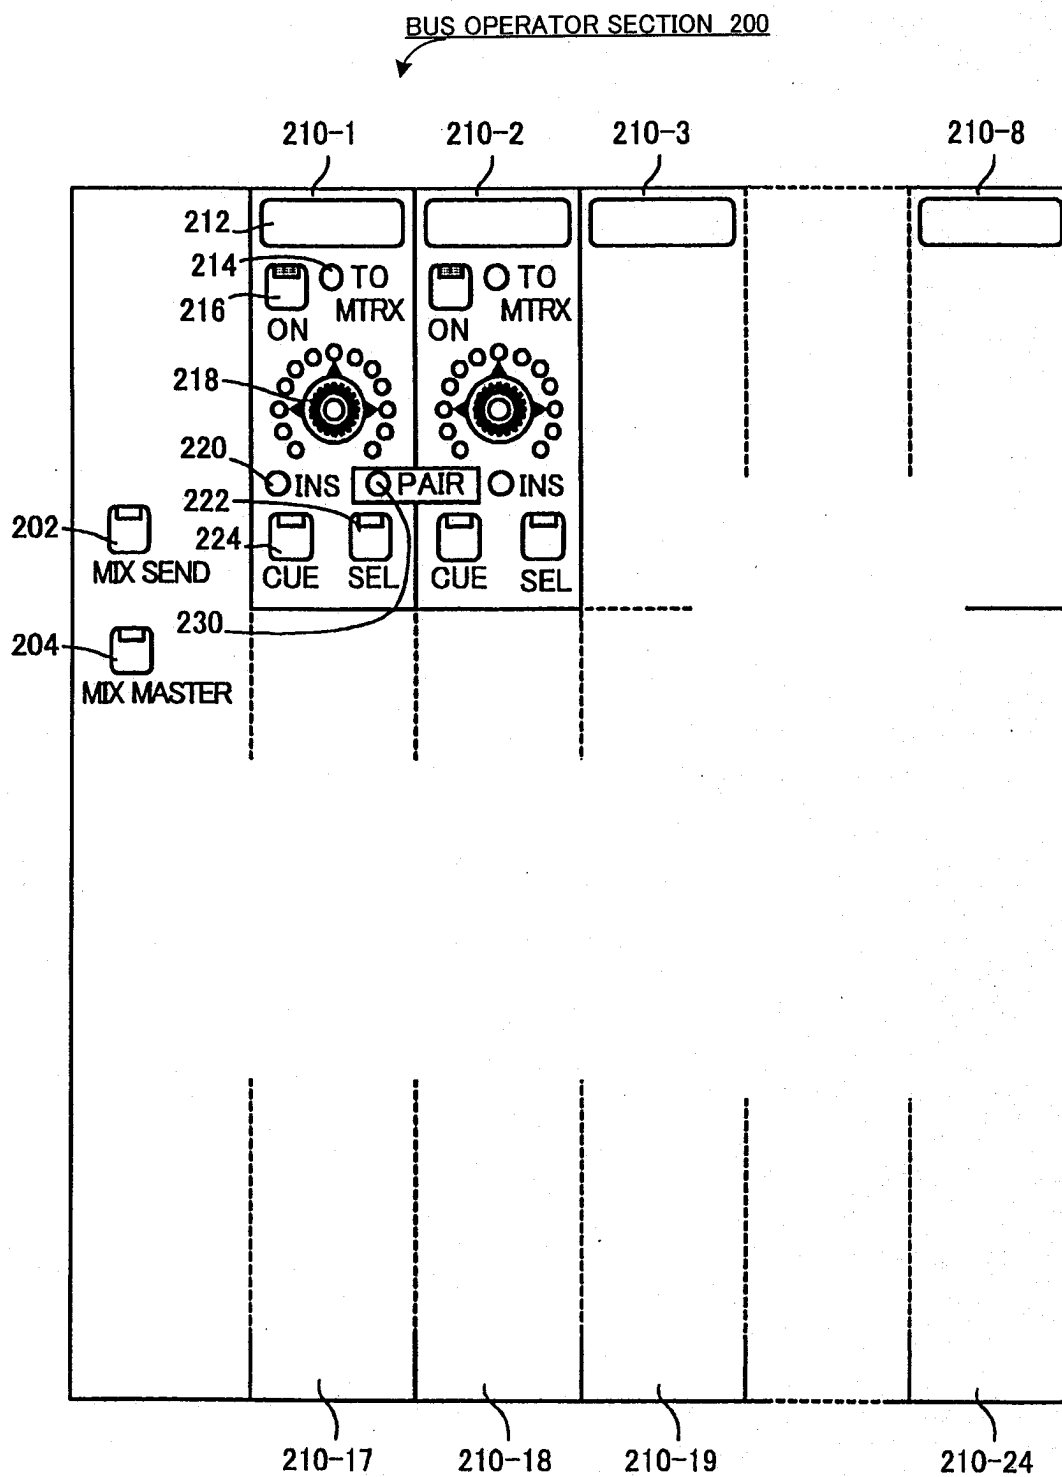 BUS OPERATOR SECTION 200
210-1 210-2 210-3 210-8
212
214 TO TO
216 MTRX MTRX
ON ON
218
220 INS PAIR INS
202 222
224
MIX SEND CUE SEL CUE SEL
230
204
MIX MASTER
210-17 210-18 210-19 210-24